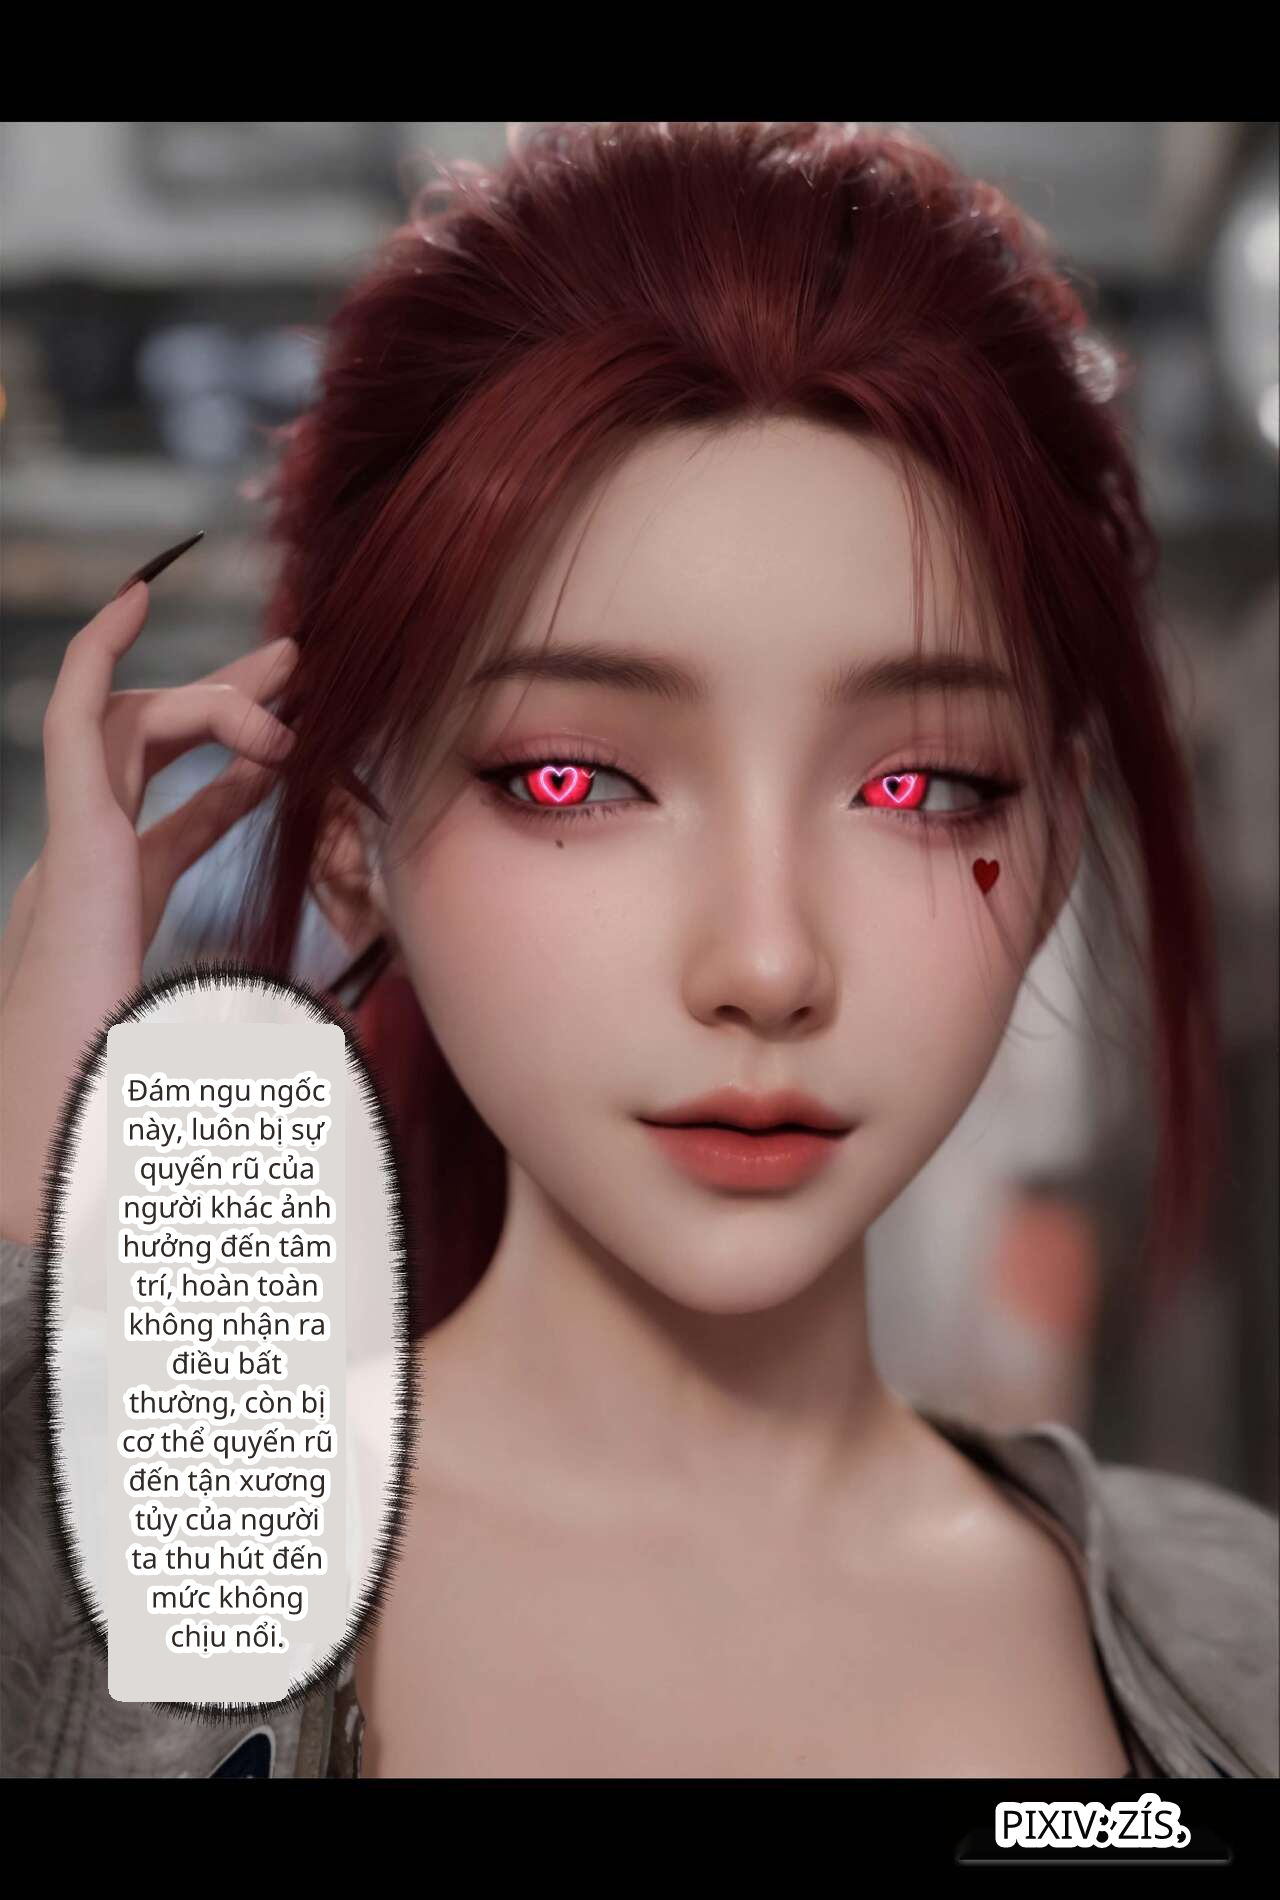 Đám ngu ngốc
này, luôn bị sự
quyến rũ của
người khác ảnh
hưởng đến tâm
trí, hoàn toàn
không nhận ra
điều bất
thường, còn bị
cơ thể quyến rũ
đến tận xương
tủy của người
ta thu hút đến
mức không
chịu nổi.
PIXIV:ZÍS,